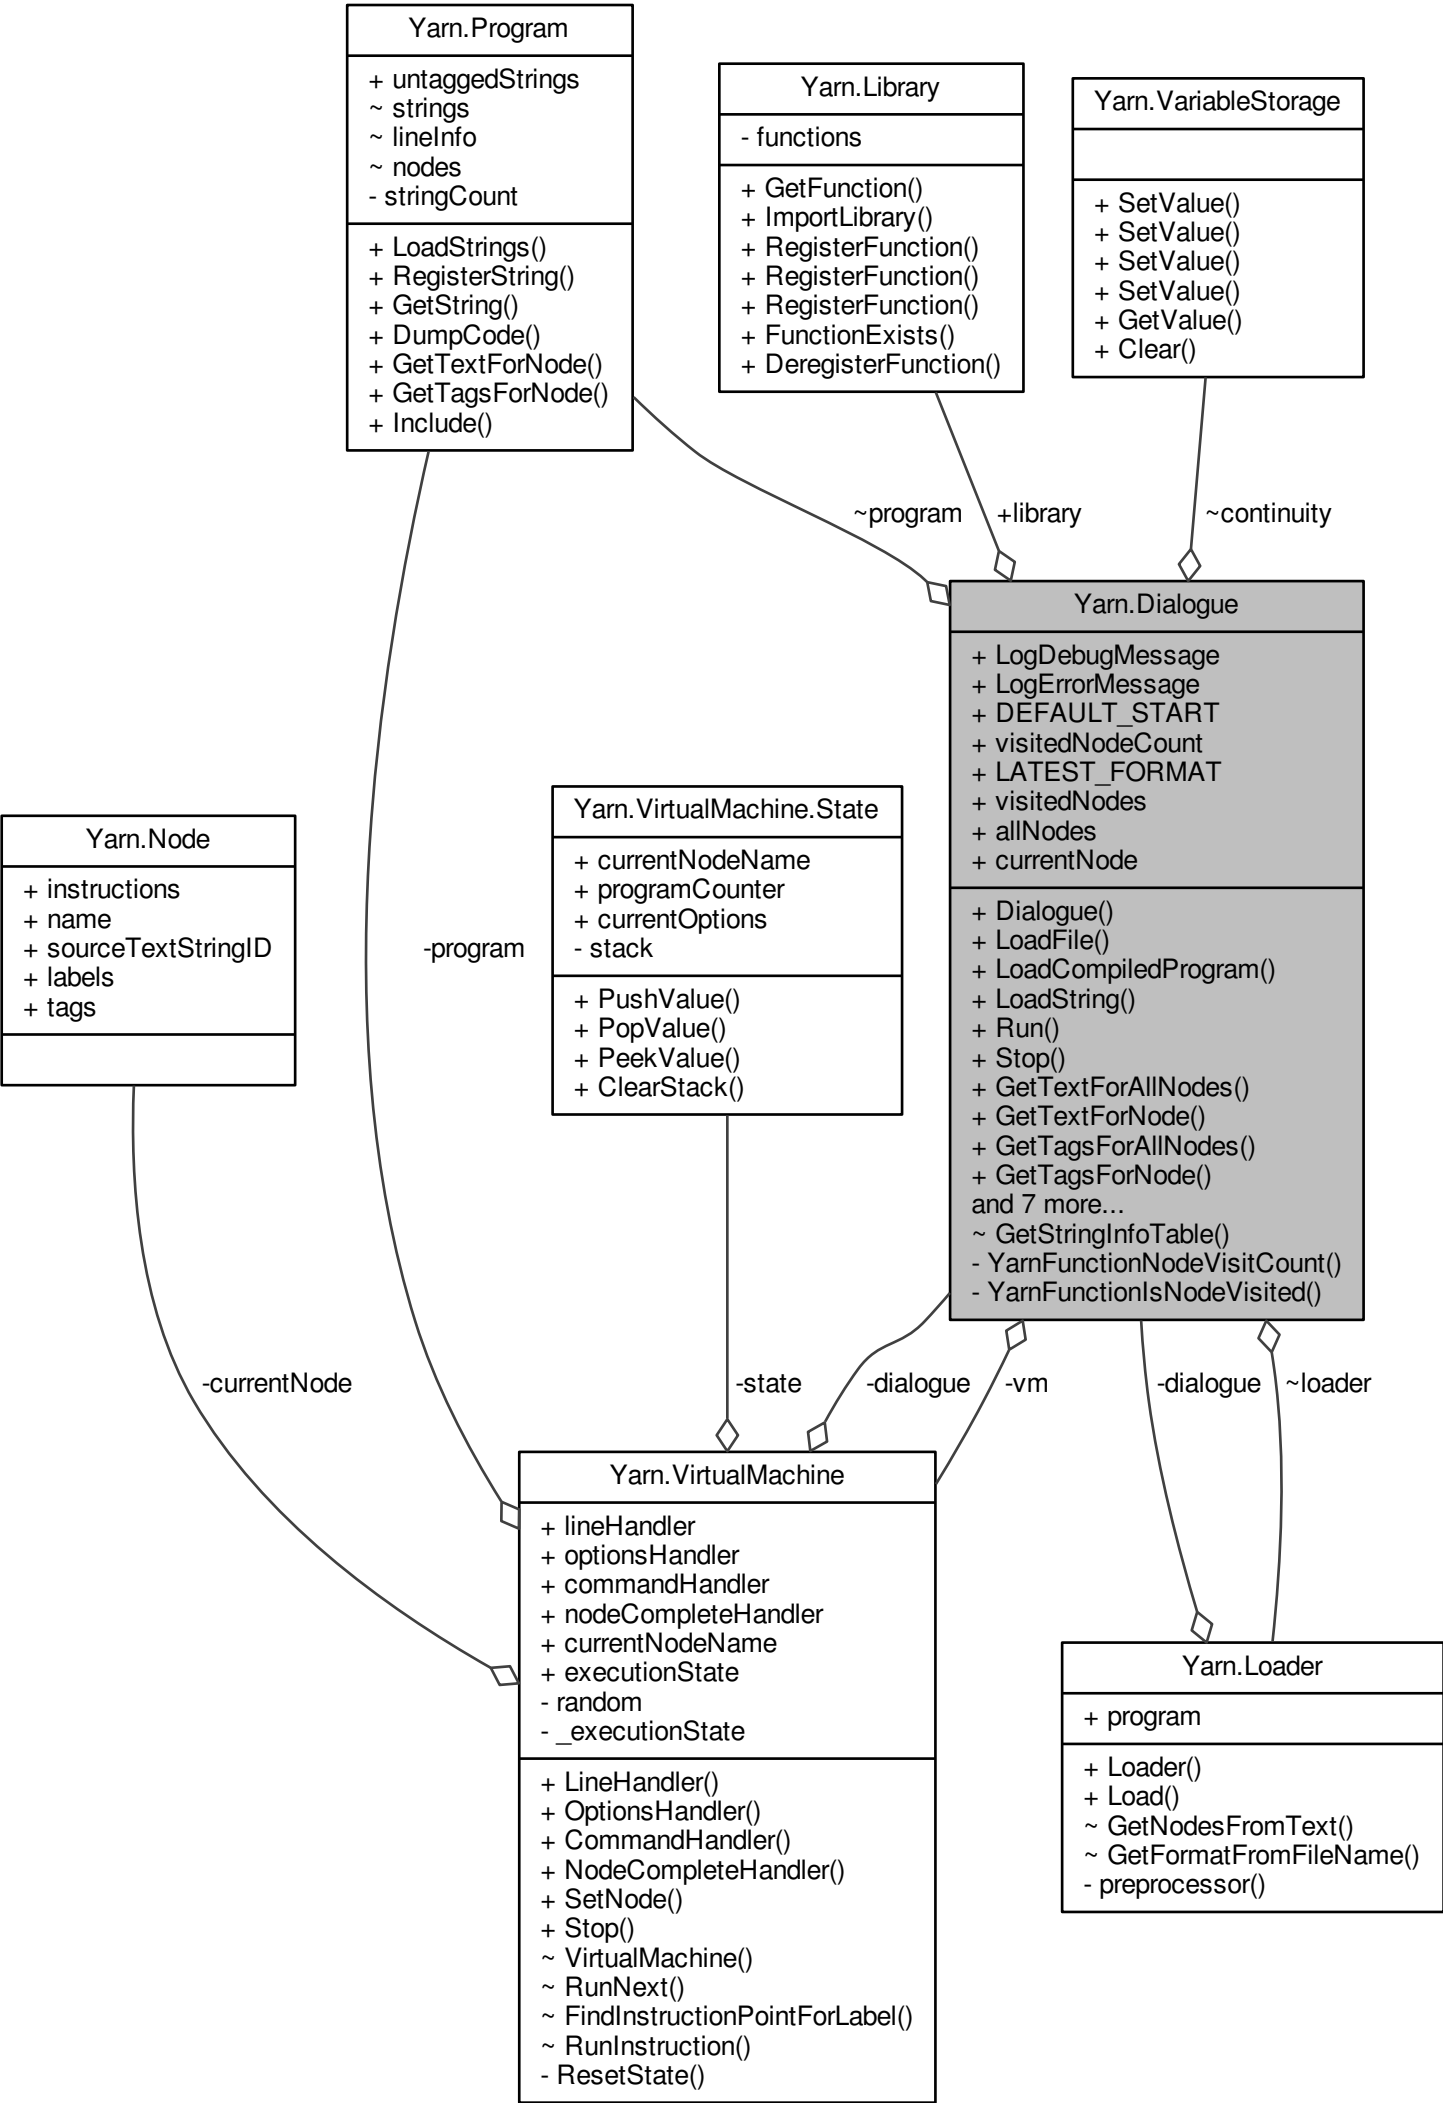 Yarn.Program
+ untaggedStrings
~ strings
~ lineInfo
~ nodes
- stringCount
+ LoadStrings()
+ RegisterString()
+ GetString()
+ DumpCode()
+ GetTextForNode()
+ GetTagsForNode()
+ Include()
Yarn.Library
- functions
+ GetFunction()
+ ImportLibrary()
+ RegisterFunction()
+ RegisterFunction()
+ RegisterFunction()
+ FunctionExists()
+ DeregisterFunction()
Yarn.VariableStorage
+ SetValue()
+ SetValue()
+ SetValue()
+ SetValue()
+ GetValue()
+ Clear()
~program
+library
~continuity
Yarn.Dialogue
+ LogDebugMessage
+ LogErrorMessage
+ DEFAULT_START
+ visitedNodeCount
+ LATEST_FORMAT
+ visitedNodes
+ allNodes
+ currentNode
+ Dialogue()
+ LoadFile()
+ LoadCompiledProgram()
+ LoadString()
+ Run()
+ Stop()
+ GetTextForAllNodes()
+ GetTextForNode()
+ GetTagsForAllNodes()
+ GetTagsForNode()
and 7 more...
~ GetStringInfoTable()
- YarnFunctionNodeVisitCount()
- YarnFunctionIsNodeVisited()
Yarn.Node
+ instructions
+ name
+ sourceTextStringID
+ labels
+ tags
-program
Yarn.VirtualMachine.State
+ currentNodeName
+ programCounter
+ currentOptions
- stack
+ PushValue()
+ PopValue()
+ PeekValue()
+ ClearStack()
-currentNode
-state
-dialogue
-vm
-dialogue
~loader
Yarn.VirtualMachine
+ lineHandler
+ optionsHandler
+ commandHandler
+ nodeCompleteHandler
+ currentNodeName
+ executionState
- random
- _executionState
+ LineHandler()
+ OptionsHandler()
+ CommandHandler()
+ NodeCompleteHandler()
+ SetNode()
+ Stop()
~ VirtualMachine()
~ RunNext()
~ FindInstructionPointForLabel()
~ RunInstruction()
- ResetState()
Yarn.Loader
+ program
+ Loader()
+ Load()
~ GetNodesFromText()
~ GetFormatFromFileName()
- preprocessor()